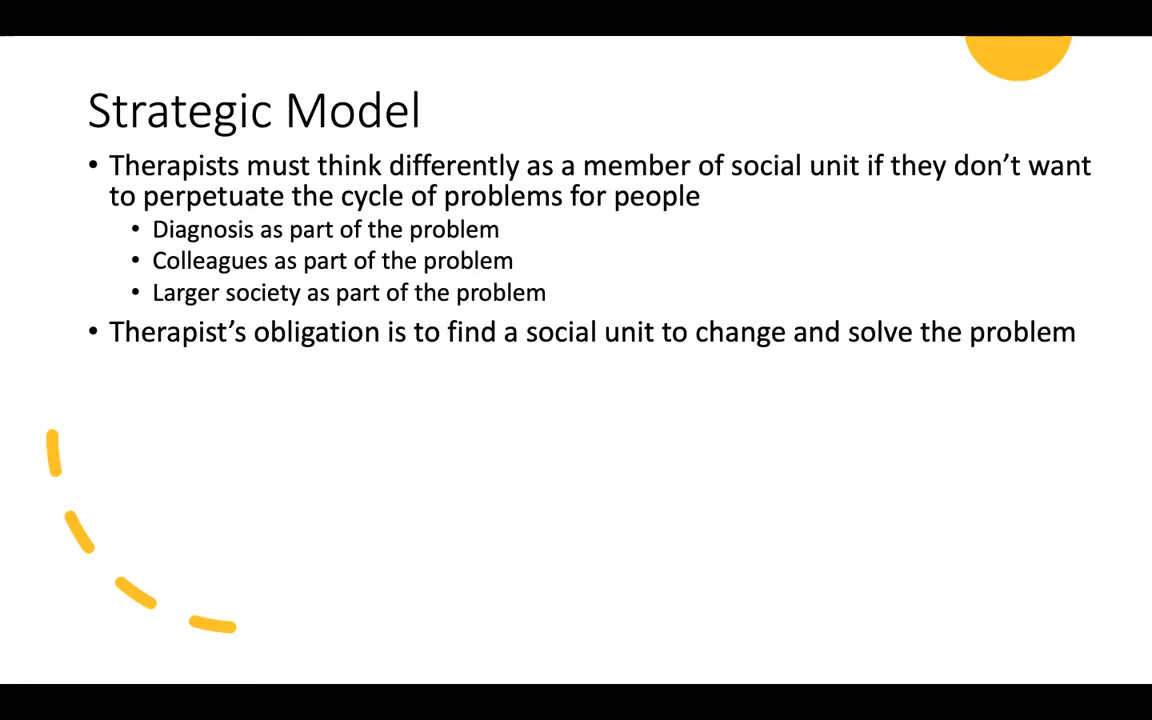 Strategic Model
• Therapists must think differently as a member of social unit if they don’t want
to perpetuate the cycle of problems for people
• Diagnosis as part of the problem
• Colleagues as part of the problem
• Larger society as part of the problem
• Therapist’s obligation is to find a social unit to change and solve the problem